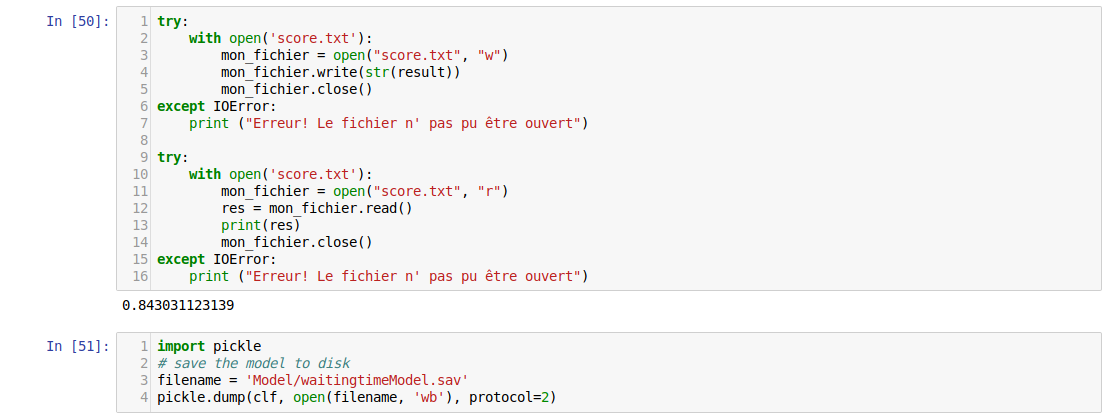 In [50]:
1 try:
2     with open('score.txt'):
3         mon_fichier = open("score.txt", "w")
4         mon_fichier.write(str(result))
5         mon_fichier.close()
6 except IOError:
7     print ("Erreur! Le fichier n' pas pu être ouvert")
8
9 try:
10     with open('score.txt'):
11         mon_fichier = open("score.txt", "r")
12         res = mon_fichier.read()
13         print(res)
14         mon_fichier.close()
15 except IOError:
16     print ("Erreur! Le fichier n' pas pu être ouvert")
0.843031123139
In [51]:
1 import pickle
2 # save the model to disk
3 filename = 'Model/waitingtimeModel.sav'
4 pickle.dump(clf, open(filename, 'wb'), protocol=2)